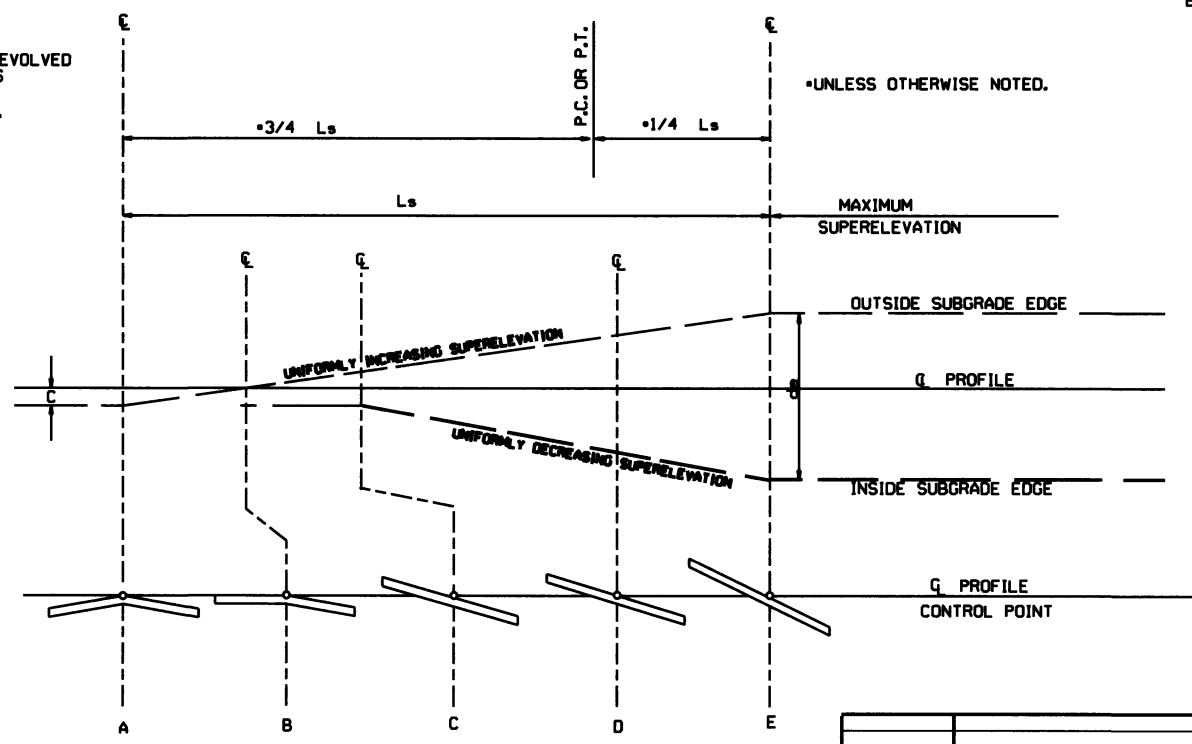 ℄
℄
EVOLVED
P.C. OR P.T.
*UNLESS OTHERWISE NOTED.
*3/4 Ls
*1/4 Ls
Ls
MAXIMUM
SUPERELEVATION
℄
℄
℄
OUTSIDE SUBGRADE EDGE
UNIFORMLY INCREASING SUPERELEVATION
℄ PROFILE
C
UNIFORMLY DECREASING SUPERELEVATION
INSIDE SUBGRADE EDGE
℄ PROFILE
CONTROL POINT
A
B
C
D
E